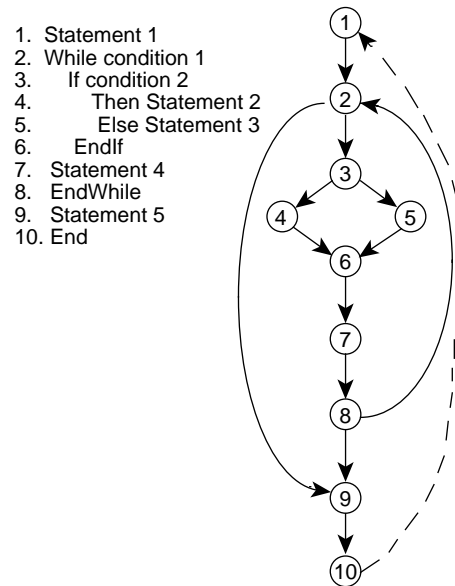 1. Statement 1
2. While condition 1
3. If condition 2
4. Then Statement 2
5. Else Statement 3
6. EndIf
7. Statement 4
8. EndWhile
9. Statement 5
10. End
1
2
3
4
5
6
7
8
9
10